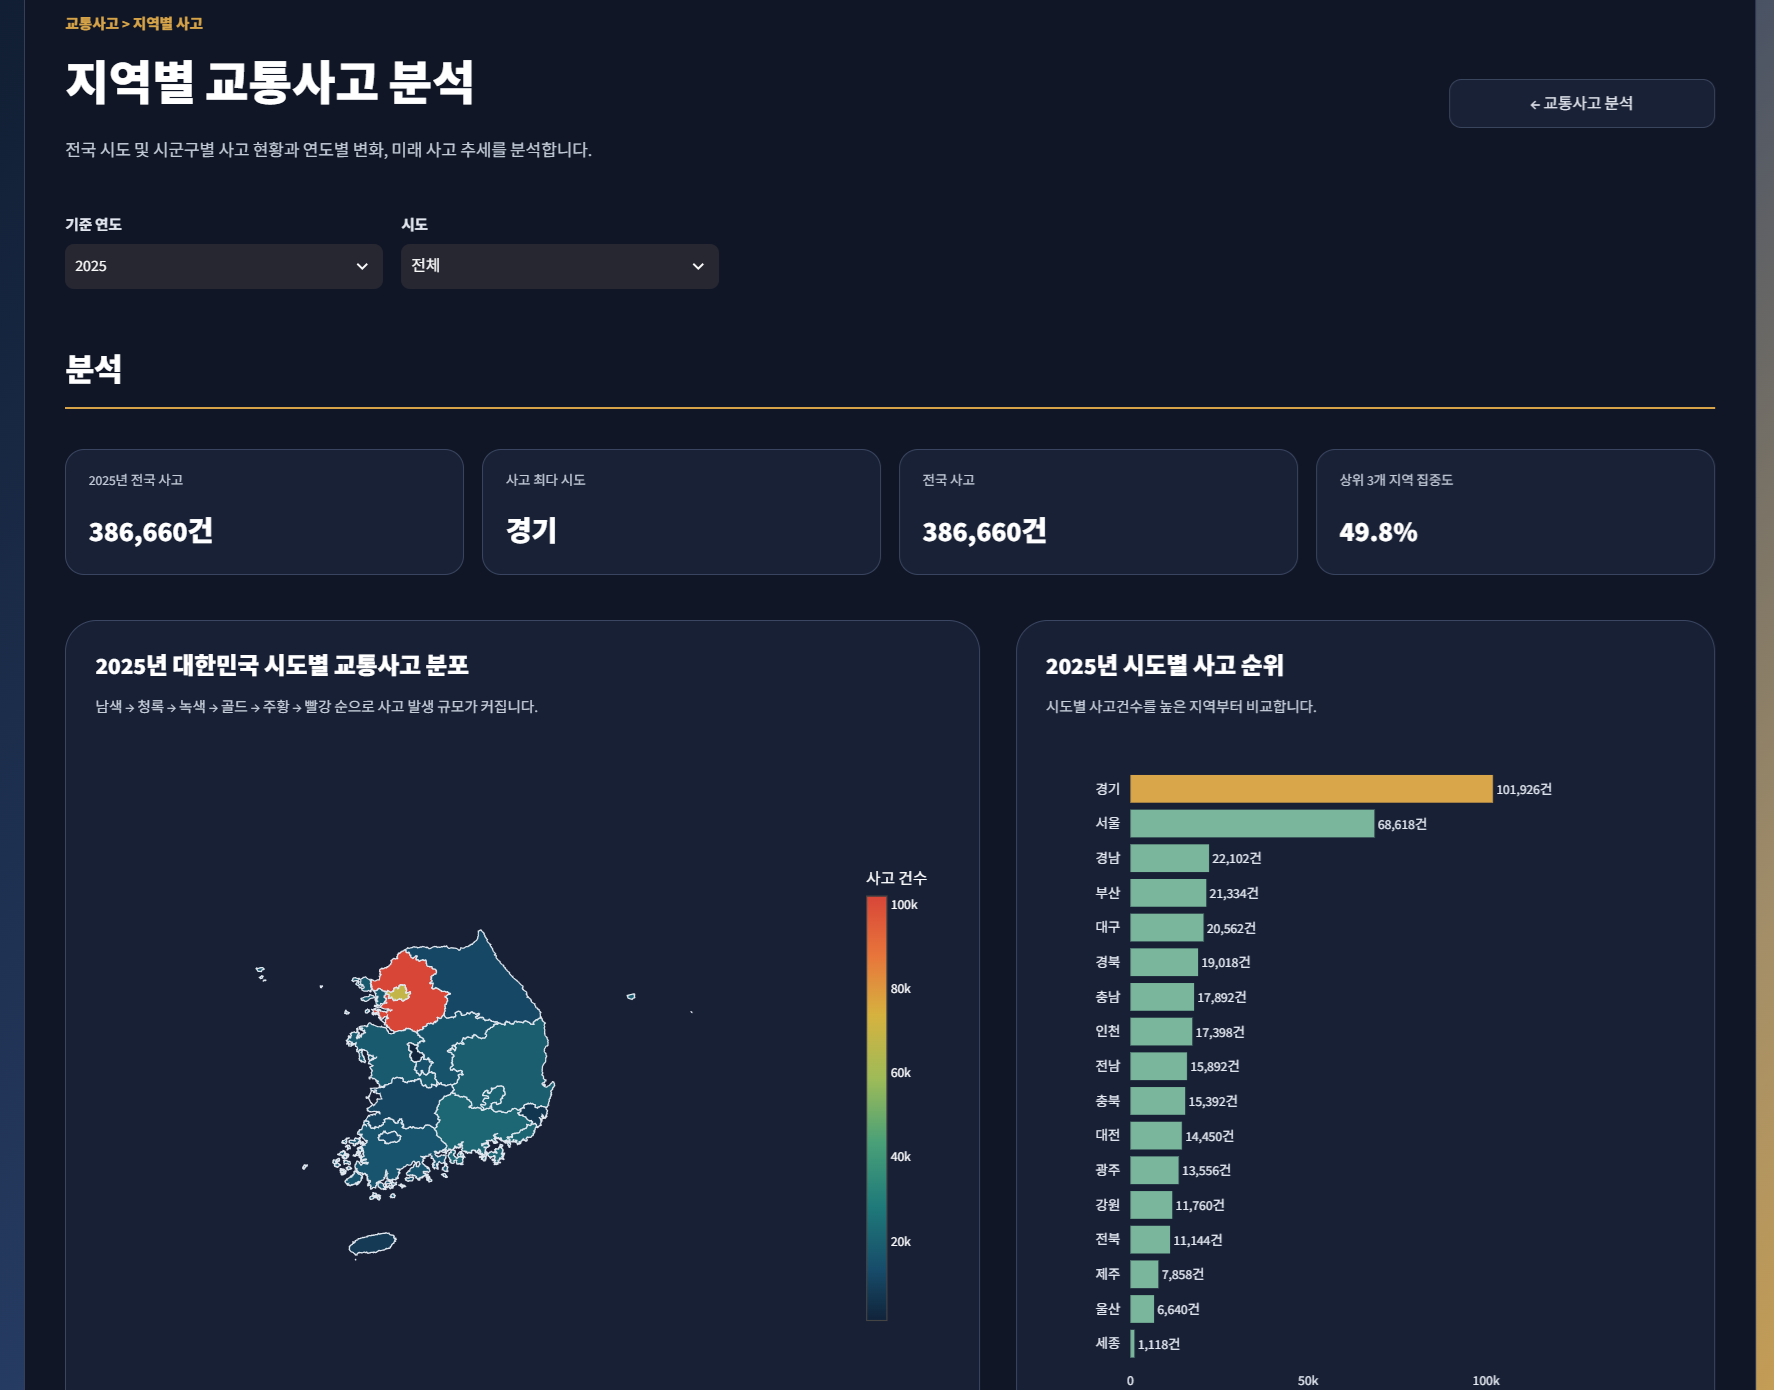 교통사고 > 지역별 사고
지역별 교통사고 분석
← 교통사고 분석
전국 시도 및 시군구별 사고 현황과 연도별 변화, 미래 사고 추세를 분석합니다.
기준 연도
시도
2025
전체
분석
2025년 전국 사고
386,660건
사고 최다 시도
경기
전국 사고
386,660건
상위 3개 지역 집중도
49.8%
2025년 대한민국 시도별 교통사고 분포
남색 → 청록 → 녹색 → 골드 → 주황 → 빨강 순으로 사고 발생 규모가 커집니다.
사고 건수
100k
80k
60k
40k
20k
2025년 시도별 사고 순위
시도별 사고건수를 높은 지역부터 비교합니다.
경기 101,926건
서울 68,618건
경남 22,102건
부산 21,334건
대구 20,562건
경북 19,018건
충남 17,892건
인천 17,398건
전남 15,892건
충북 15,392건
대전 14,450건
광주 13,556건
강원 11,760건
전북 11,144건
제주 7,858건
울산 6,640건
세종 1,118건
0 50k 100k